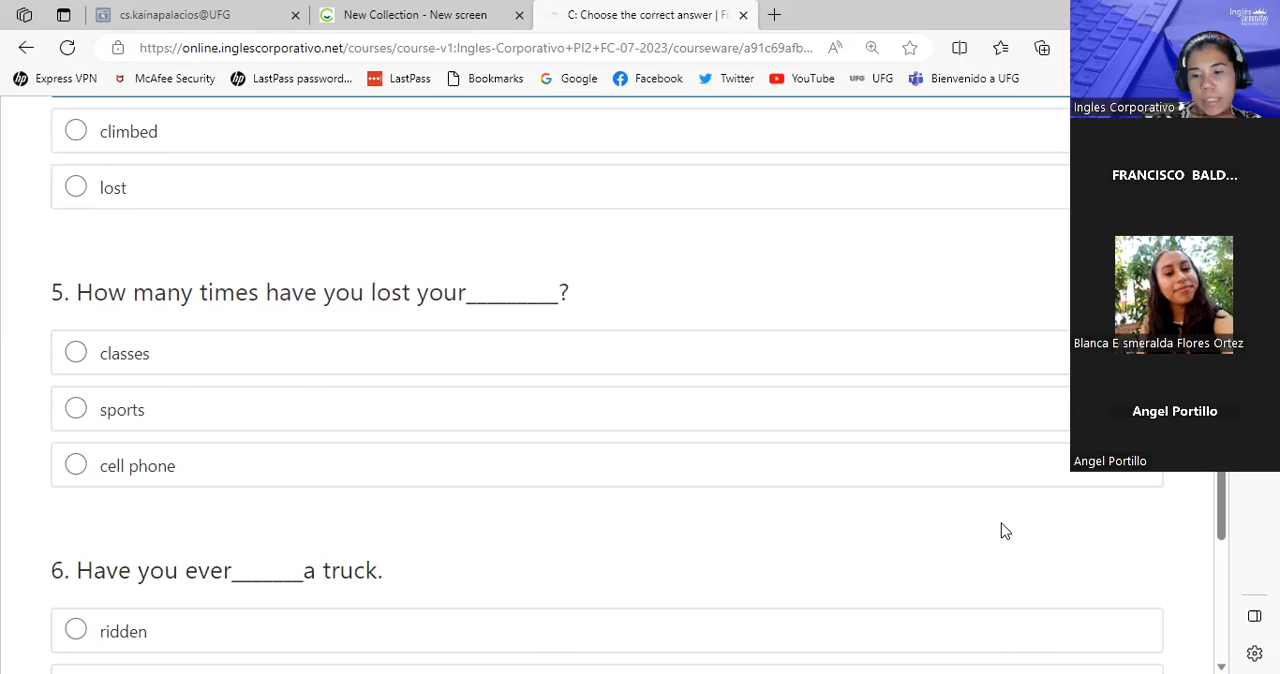 cs.kainapalacios@UFG
New Collection - New screen
C: Choose the correct answer | Fi
https://online.inglescorporativo.net/courses/course-v1:Ingles-Corporativo+PI2+FC-07-2023/courseware/a91c69afb...
Express VPN
McAfee Security
LastPass password...
LastPass
Bookmarks
Google
Facebook
Twitter
YouTube
UFG
Bienvenido a UFG
climbed
lost
5. How many times have you lost your_________?
classes
sports
cell phone
6. Have you ever_______a truck.
ridden
Ingles Corporativo
FRANCISCO BALD...
Blanca E smeralda Flores Ortez
Angel Portillo
Angel Portillo